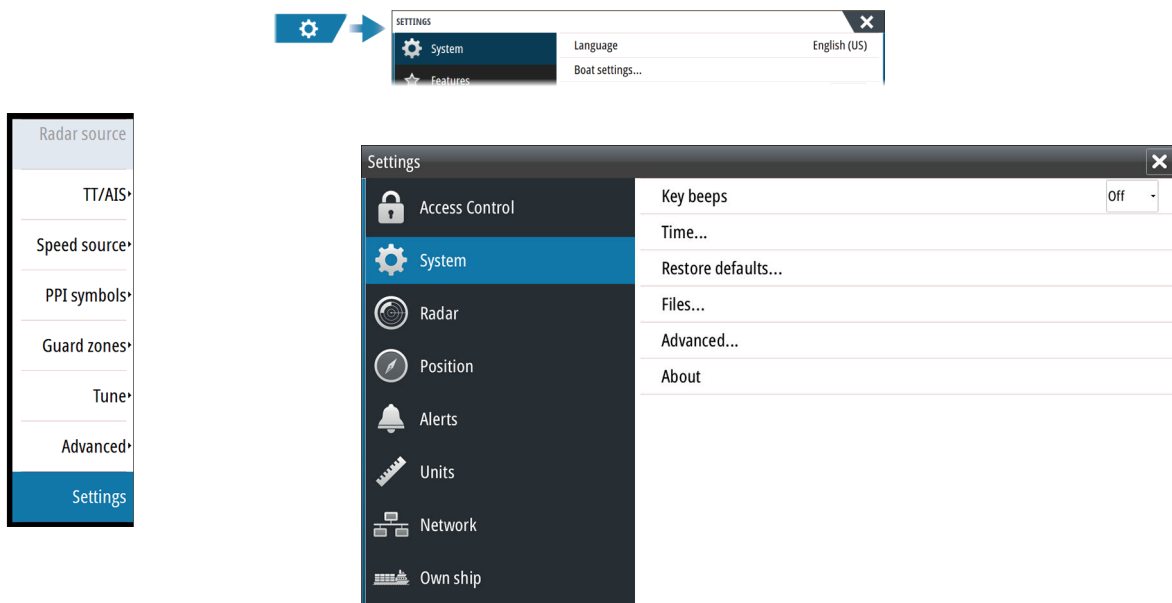 SETTINGS
System
Features
Language English (US)
Boat settings...
Radar source
TT/AIS
Speed source
PPI symbols
Guard zones
Tune
Advanced
Settings
Settings
Access Control
System
Radar
Position
Alerts
Units
Network
Own ship
Key beeps Off
Time...
Restore defaults...
Files...
Advanced...
About